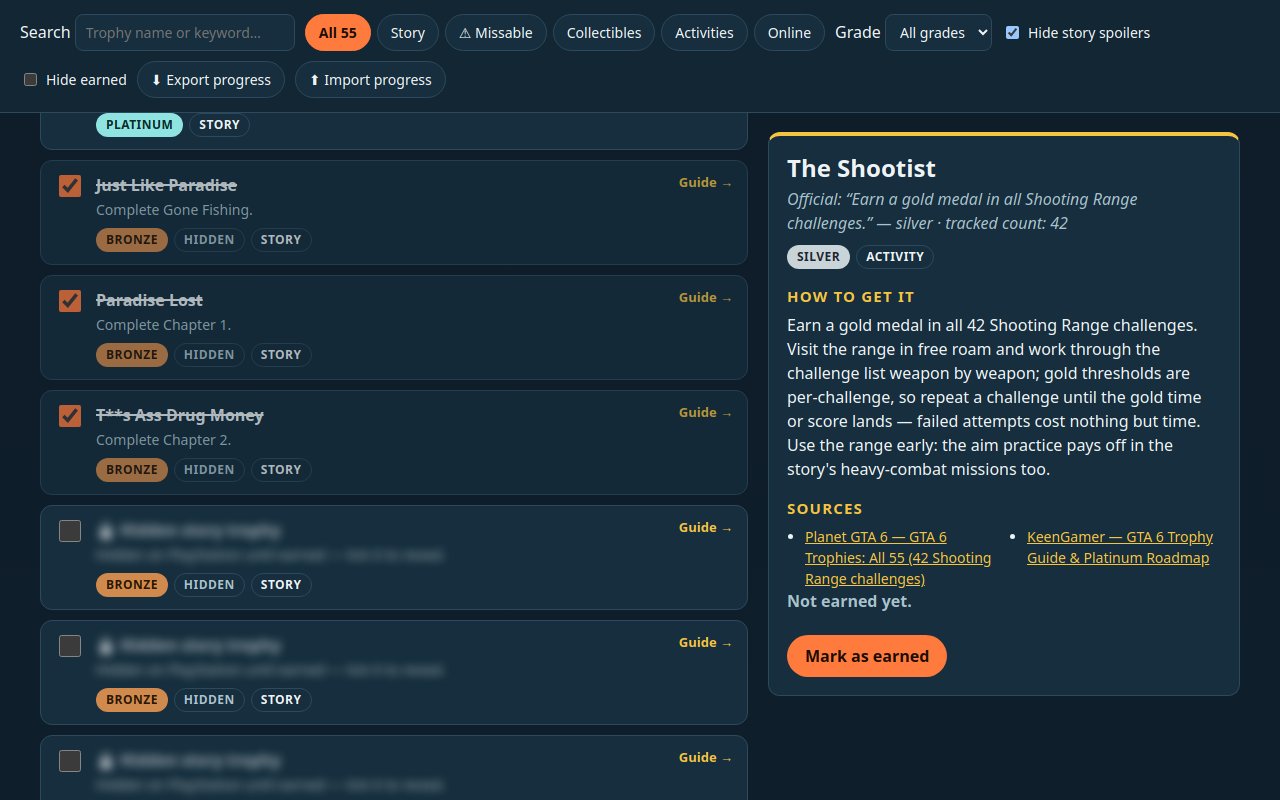 Search Trophy name or keyword... All 55 Story ⚠ Missable Collectibles Activities Online Grade All grades Hide story spoilers
Hide earned ⬇ Export progress ⬆ Import progress
PLATINUM STORY
Just Like Paradise Guide →
Complete Gone Fishing.
BRONZE HIDDEN STORY
Paradise Lost Guide →
Complete Chapter 1.
BRONZE HIDDEN STORY
T**s Ass Drug Money Guide →
Complete Chapter 2.
BRONZE HIDDEN STORY
Hidden story trophy Guide →
BRONZE HIDDEN STORY
Hidden story trophy Guide →
BRONZE HIDDEN STORY
Hidden story trophy Guide →
The Shootist
Official: “Earn a gold medal in all Shooting Range
challenges.” — silver · tracked count: 42
SILVER ACTIVITY
HOW TO GET IT
Earn a gold medal in all 42 Shooting Range challenges.
Visit the range in free roam and work through the
challenge list weapon by weapon; gold thresholds are
per-challenge, so repeat a challenge until the gold time
or score lands — failed attempts cost nothing but time.
Use the range early: the aim practice pays off in the
story's heavy-combat missions too.
SOURCES
Planet GTA 6 — GTA 6
Trophies: All 55 (42 Shooting
Range challenges)
KeenGamer — GTA 6 Trophy
Guide & Platinum Roadmap
Not earned yet.
Mark as earned